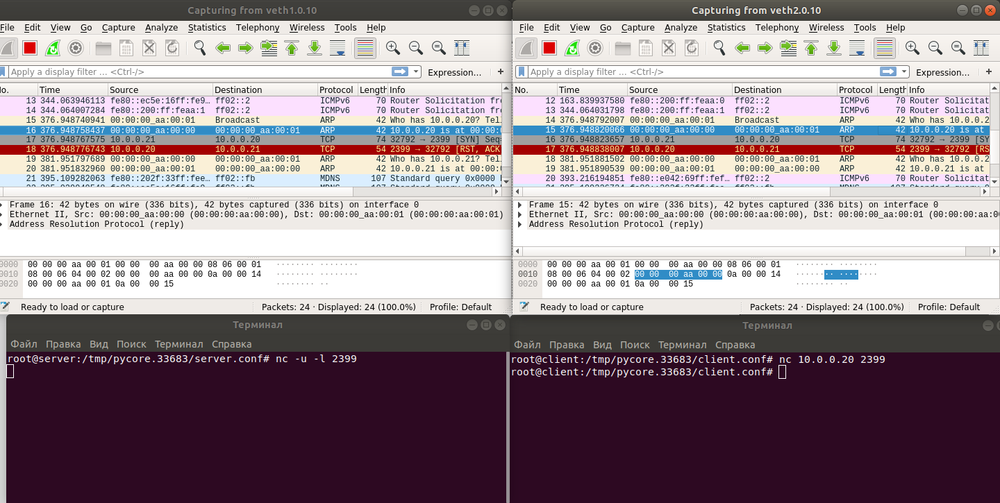 Capturing from veth1.0.10
File Edit View Go Capture Analyze Statistics Telephony Wireless Tools Help
Apply a display filter ... <Ctrl-/> Expression… +
No. Time Source Destination Protocol Length Info
13 344.063946113 fe80::ec5e:16ff:fe9… ff02::2 ICMPv6 70 Router Solicitation fr
14 344.064007284 fe80::200:ff:feaa:1 ff02::2 ICMPv6 70 Router Solicitation fr
15 376.948740941 00:00:00_aa:00:01 Broadcast ARP 42 Who has 10.0.0.20? Tel
16 376.948758437 00:00:00_aa:00:00 00:00:00_aa:00:01 ARP 42 10.0.0.20 is at 00:00:
17 376.948767575 10.0.0.21 10.0.0.20 TCP 74 32792 → 2399 [SYN] Seq
18 376.948776743 10.0.0.20 10.0.0.21 TCP 54 2399 → 32792 [RST, ACK
19 381.951797689 00:00:00_aa:00:00 00:00:00_aa:00:01 ARP 42 Who has 10.0.0.21? Tel
20 381.951832960 00:00:00_aa:00:01 00:00:00_aa:00:00 ARP 42 10.0.0.21 is at 00:00:
21 395.109282063 fe80::202f:33ff:fee… ff02::fb MDNS 107 Standard query 0x0000
Frame 16: 42 bytes on wire (336 bits), 42 bytes captured (336 bits) on interface 0
Ethernet II, Src: 00:00:00_aa:00:00 (00:00:00:aa:00:00), Dst: 00:00:00_aa:00:01 (00:00:00:aa:00:01)
Address Resolution Protocol (reply)
0000 00 00 00 aa 00 01 00 00 00 aa 00 00 08 06 00 01 ········ ········
0010 08 00 06 04 00 02 00 00 00 aa 00 00 0a 00 00 14 ········ ········
0020 00 00 00 aa 00 01 0a 00 00 15 ········ ··
Ready to load or capture Packets: 24 · Displayed: 24 (100.0%) Profile: Default
Capturing from veth2.0.10
File Edit View Go Capture Analyze Statistics Telephony Wireless Tools Help
Apply a display filter ... <Ctrl-/> Expression… +
No. Time Source Destination Protocol Length Info
12 163.839937580 fe80::200:ff:feaa:0 ff02::2 ICMPv6 70 Router Solicitat
13 344.064031798 fe80::200:ff:feaa:1 ff02::2 ICMPv6 70 Router Solicitat
14 376.948792007 00:00:00_aa:00:01 Broadcast ARP 42 Who has 10.0.0.2
15 376.948820066 00:00:00_aa:00:00 00:00:00_aa:00:01 ARP 42 10.0.0.20 is at
16 376.948823657 10.0.0.21 10.0.0.20 TCP 74 32792 → 2399 [SY
17 376.948838007 10.0.0.20 10.0.0.21 TCP 54 2399 → 32792 [RS
18 381.951881502 00:00:00_aa:00:00 00:00:00_aa:00:01 ARP 42 Who has 10.0.0.2
19 381.951890539 00:00:00_aa:00:01 00:00:00_aa:00:00 ARP 42 10.0.0.21 is at
20 393.216194851 fe80::e042:69ff:fef… ff02::2 ICMPv6 70 Router Solicitat
Frame 15: 42 bytes on wire (336 bits), 42 bytes captured (336 bits) on interface 0
Ethernet II, Src: 00:00:00_aa:00:00 (00:00:00:aa:00:00), Dst: 00:00:00_aa:00:01 (00:00:00:aa:00
Address Resolution Protocol (reply)
0000 00 00 00 aa 00 01 00 00 00 aa 00 00 08 06 00 01 ········ ········
0010 08 00 06 04 00 02 00 00 00 aa 00 00 0a 00 00 14 ········ ········
0020 00 00 00 aa 00 01 0a 00 00 15 ········ ··
Ready to load or capture Packets: 24 · Displayed: 24 (100.0%) Profile: Default
Терминал
Файл Правка Вид Поиск Терминал Справка
root@server:/tmp/pycore.33683/server.conf# nc -u -l 2399
Терминал
Файл Правка Вид Поиск Терминал Справка
root@client:/tmp/pycore.33683/client.conf# nc 10.0.0.20 2399
root@client:/tmp/pycore.33683/client.conf#